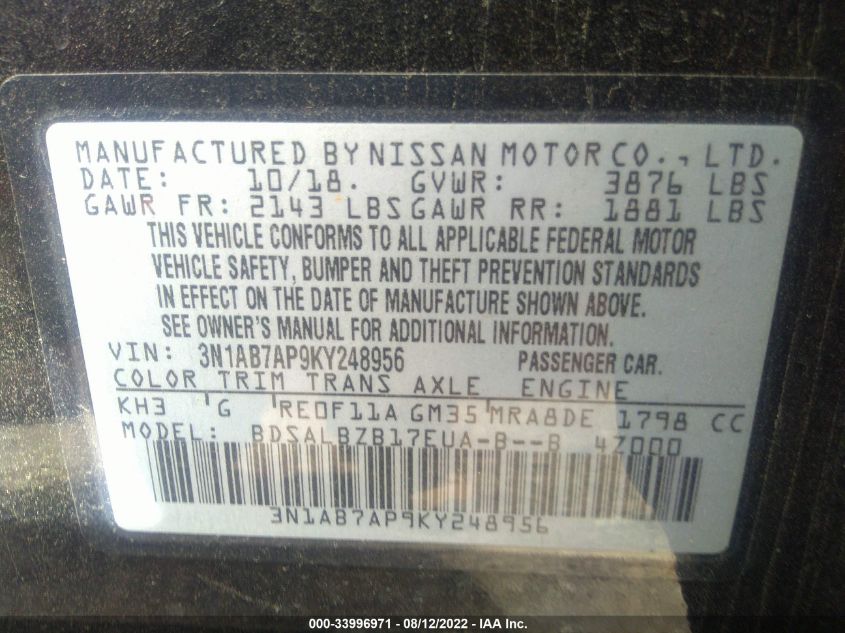 MANUFACTURED BY NISSAN MOTOR CO., LTD.
DATE: 10/18. GVWR: 3876 LBS
GAWR FR: 2143 LBS GAWR RR: 1881 LBS
THIS VEHICLE CONFORMS TO ALL APPLICABLE FEDERAL MOTOR
VEHICLE SAFETY, BUMPER AND THEFT PREVENTION STANDARDS
IN EFFECT ON THE DATE OF MANUFACTURE SHOWN ABOVE.
SEE OWNER'S MANUAL FOR ADDITIONAL INFORMATION.
VIN: 3N1AB7AP9KY248956 PASSENGER CAR.
COLOR TRIM TRANS AXLE ENGINE
KH3 G RE0F11A GM35 MRA8DE 1798 CC
MODEL: BDSALBZB17EUA-B--B 4Z000
3N1AB7AP9KY248956
000-33996971 - 08/12/2022 - IAA Inc.